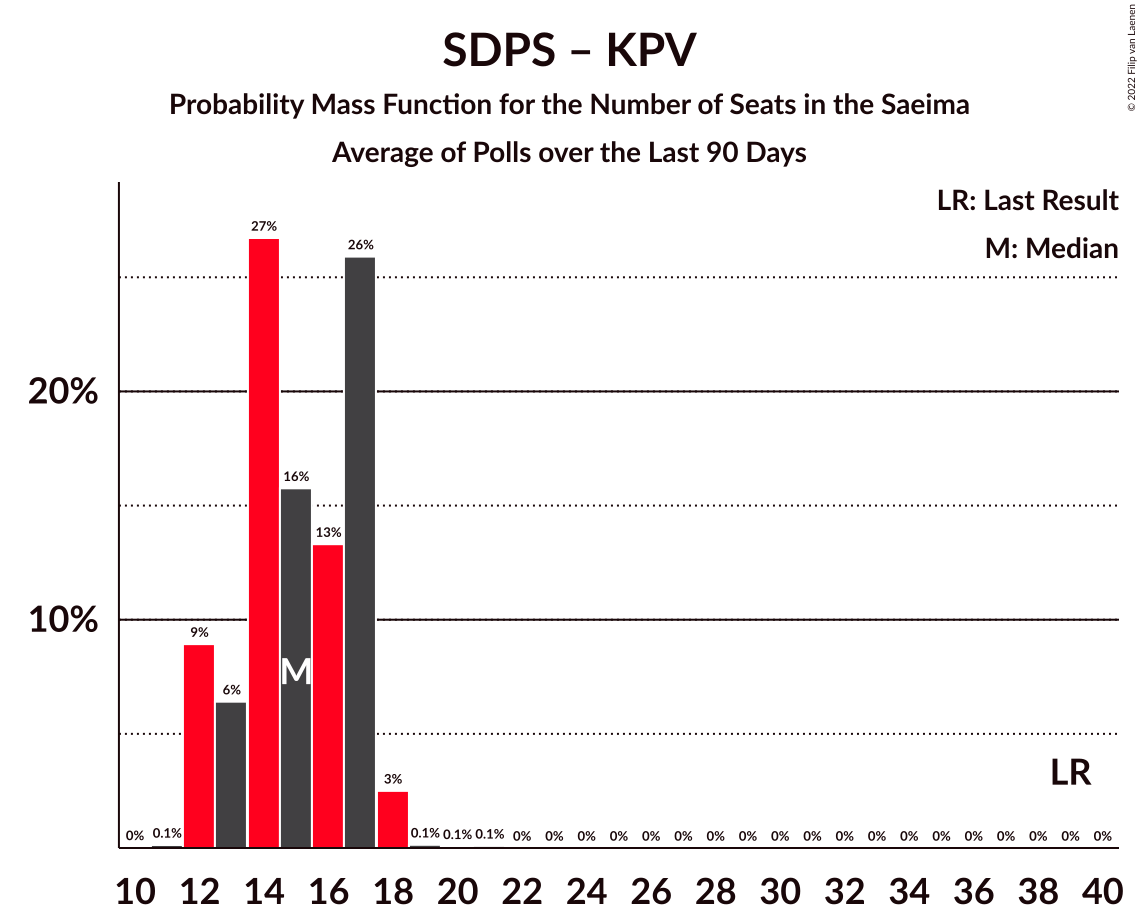 SDPS – KPV
Probability Mass Function for the Number of Seats in the Saeima
Average of Polls over the Last 90 Days
© 2022 Filip van Laenen
LR: Last Result
M: Median
27%
26%
20%
16%
13%
10%
9%
M
6%
LR
3%
0% 0.1% 0.1% 0.1% 0.1% 0% 0% 0% 0% 0% 0% 0% 0% 0% 0% 0% 0% 0% 0% 0% 0% 0% 0% 0%
10 12 14 16 18 20 22 24 26 28 30 32 34 36 38 40